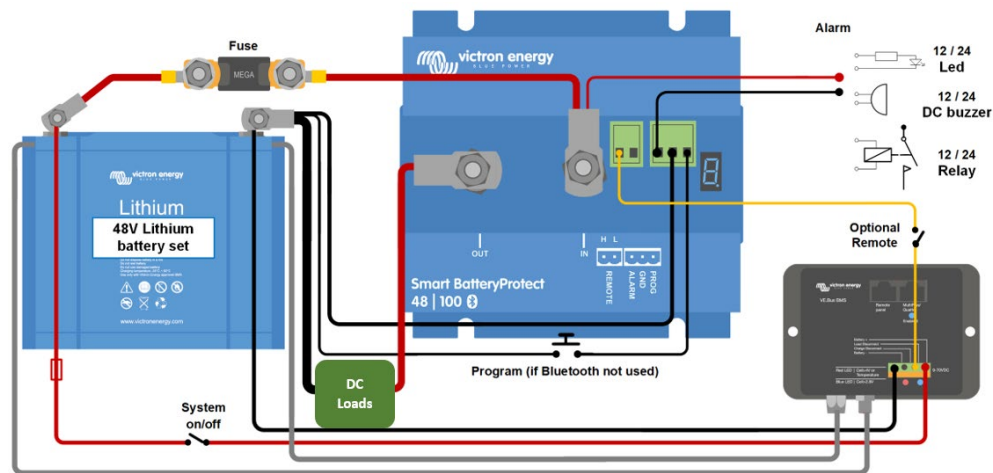 Alarm
Fuse
MEGA
victron energy
BLUE POWER
12 / 24
Led
12 / 24
DC buzzer
12 / 24
Relay
victron energy
Lithium
48V Lithium
battery set
www.victronenergy.com
OUT
IN
H L
REMOTE
ALARM
GND
PROG
Smart BatteryProtect
48 | 100
Optional
Remote
victron energy
VE.Bus BMS
Remote
panel
Program (if Bluetooth not used)
DC
Loads
System
on/off